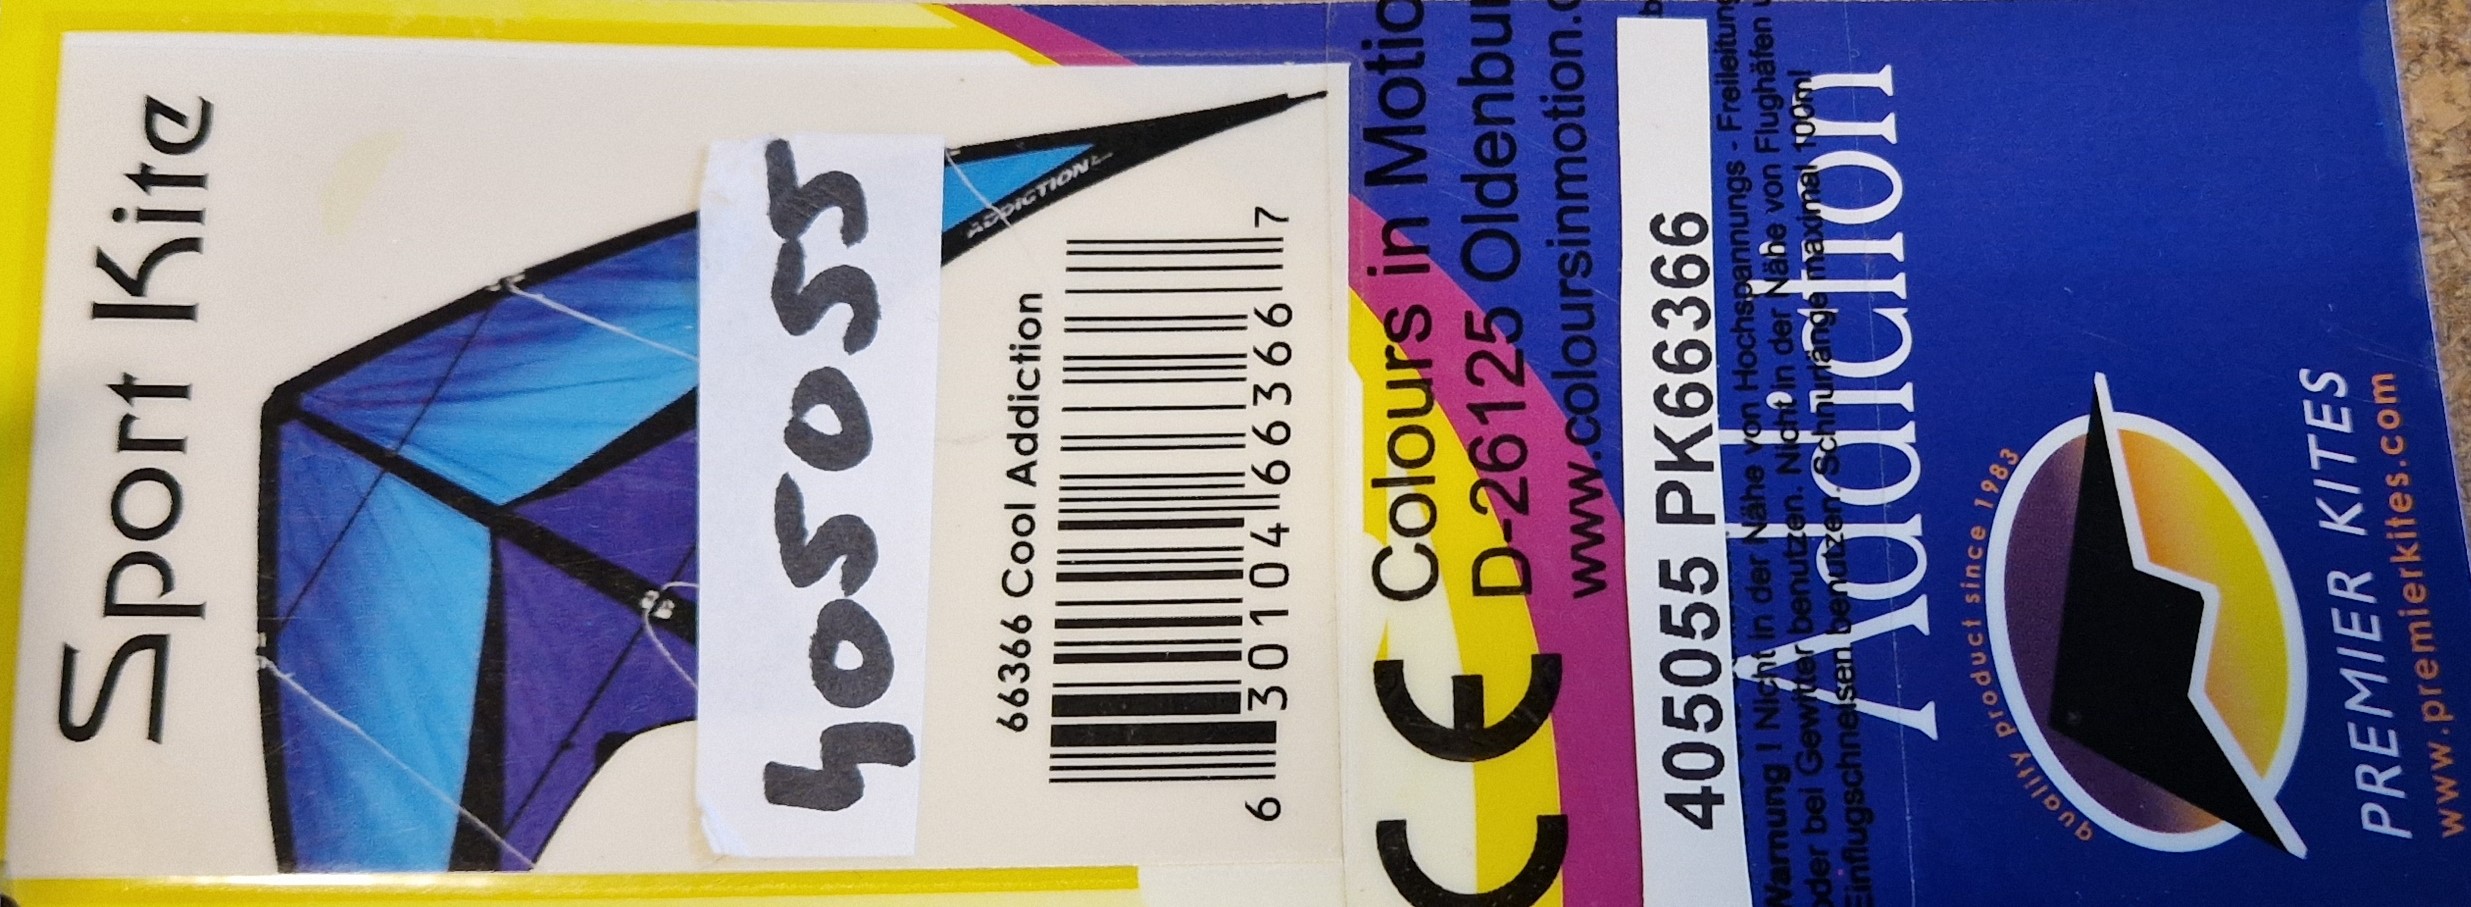 Sport Kite
ADDICTION
405055
66366 Cool Addiction
6 30104 66366 7
Colours in Motio
D-26125 Oldenbur
www.coloursinmotion.c
CE
405055 PK66366
Warnung ! Nicht in der Nähe von Hochspannungs - Freileitung
oder bei Gewitter benutzen. Nicht in der Nähe von Flughäfen u
Einflugschneisen benutzen. Schnurlänge maximal 100m!
Addiction
quality product since 1983
PREMIER KITES
www.premierkites.com